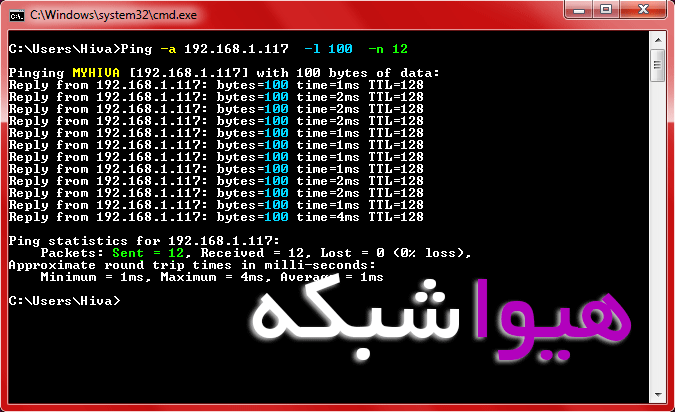 C:\Windows\system32\cmd.exe
C:\Users\Hiva>Ping -a 192.168.1.117  -l 100  -n 12
Pinging MYHIVA [192.168.1.117] with 100 bytes of data:
Reply from 192.168.1.117: bytes=100 time=1ms TTL=128
Reply from 192.168.1.117: bytes=100 time=2ms TTL=128
Reply from 192.168.1.117: bytes=100 time=2ms TTL=128
Reply from 192.168.1.117: bytes=100 time=2ms TTL=128
Reply from 192.168.1.117: bytes=100 time=1ms TTL=128
Reply from 192.168.1.117: bytes=100 time=1ms TTL=128
Reply from 192.168.1.117: bytes=100 time=1ms TTL=128
Reply from 192.168.1.117: bytes=100 time=1ms TTL=128
Reply from 192.168.1.117: bytes=100 time=2ms TTL=128
Reply from 192.168.1.117: bytes=100 time=2ms TTL=128
Reply from 192.168.1.117: bytes=100 time=1ms TTL=128
Reply from 192.168.1.117: bytes=100 time=4ms TTL=128
Ping statistics for 192.168.1.117:
Packets: Sent = 12, Received = 12, Lost = 0 (0% loss),
Approximate round trip times in milli-seconds:
Minimum = 1ms, Maximum = 4ms, Average = 1ms
C:\Users\Hiva>
هیوا شبکه